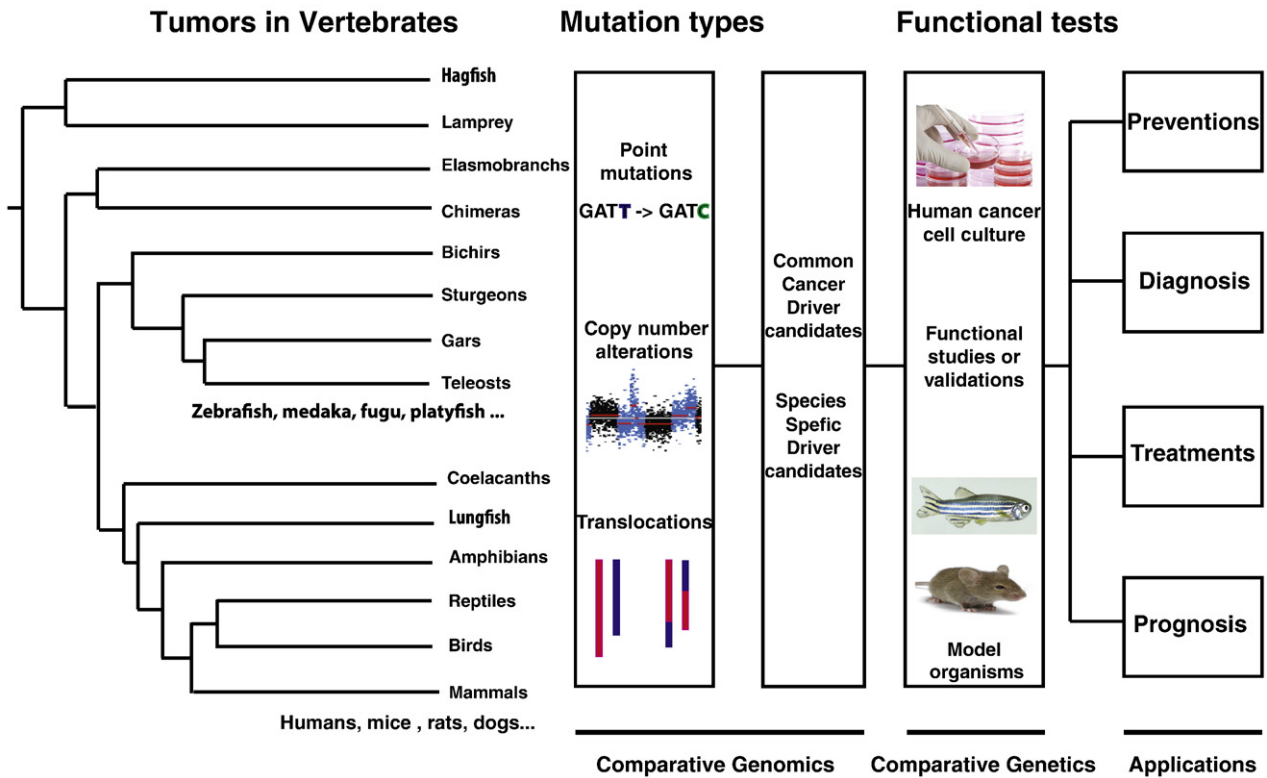 Tumors in Vertebrates
Mutation types
Functional tests
Hagfish
Lamprey
Elasmobranchs
Chimeras
Bichirs
Sturgeons
Gars
Teleosts
Zebrafish, medaka, fugu, platyfish ...
Coelacanths
Lungfish
Amphibians
Reptiles
Birds
Mammals
Humans, mice , rats, dogs...
Point
mutations
GATT -> GATC
Copy number
alterations
Translocations
Common
Cancer
Driver
candidates
Species
Spefic
Driver
candidates
Human cancer
cell culture
Functional
studies or
validations
Model
organisms
Preventions
Diagnosis
Treatments
Prognosis
Comparative Genomics
Comparative Genetics
Applications